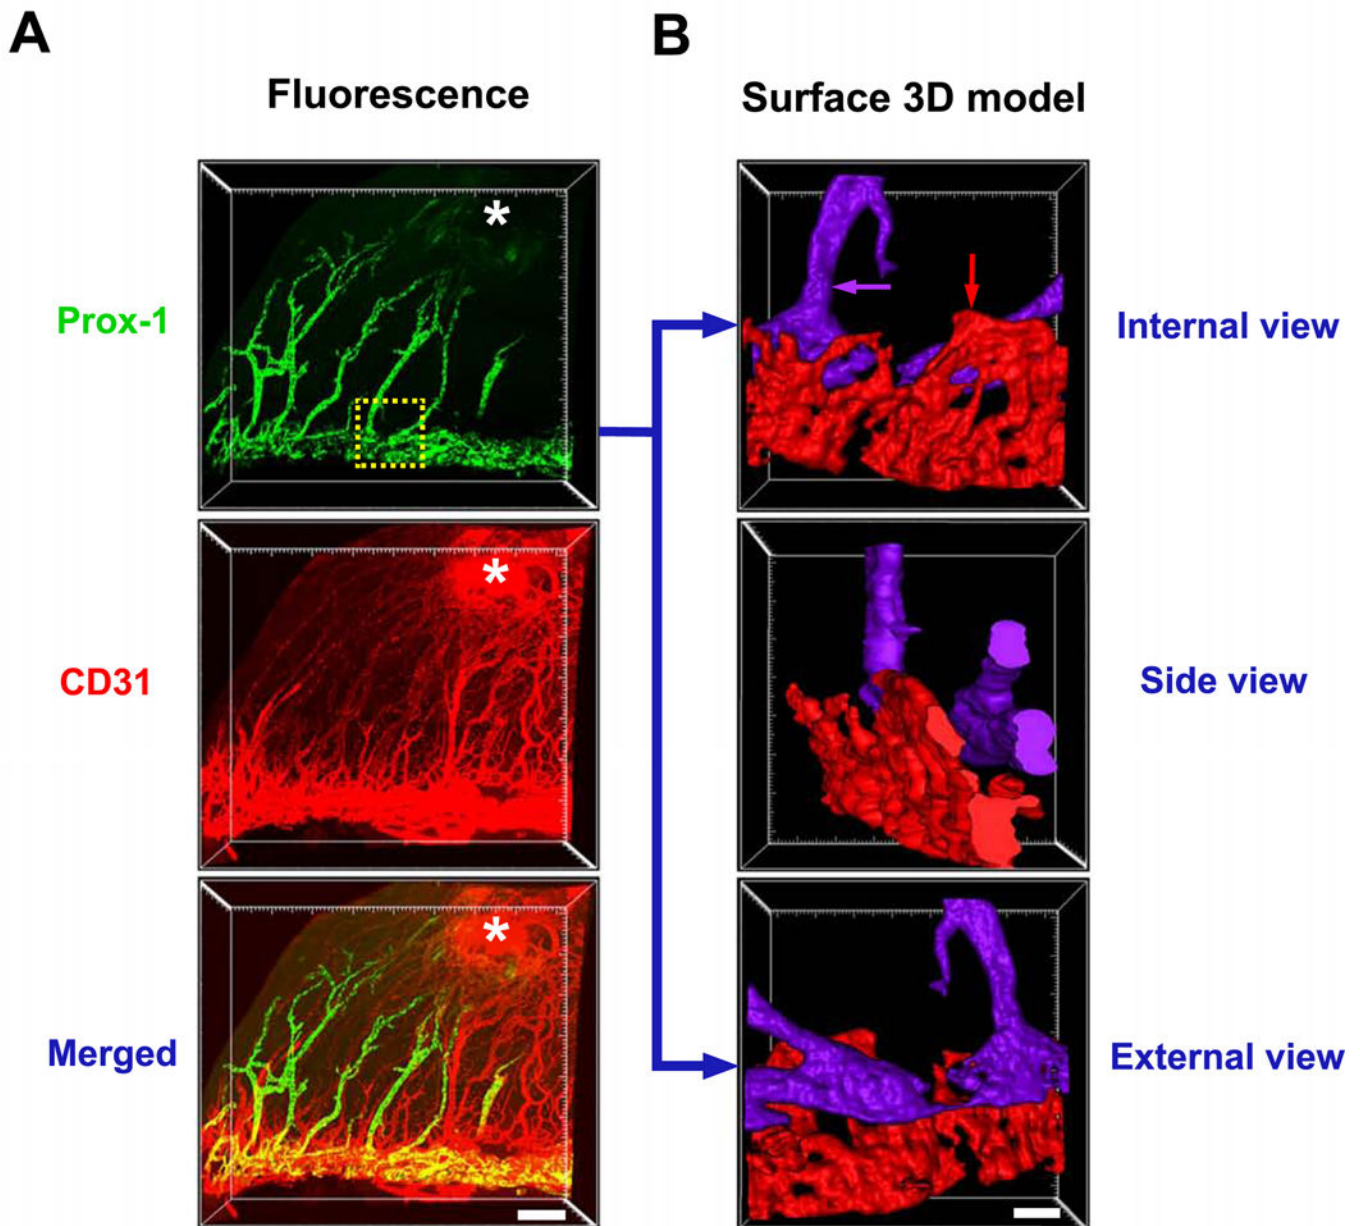 A
B
Fluorescence
Surface 3D model
*
Prox-1
Internal view
*
CD31
Side view
*
Merged
External view